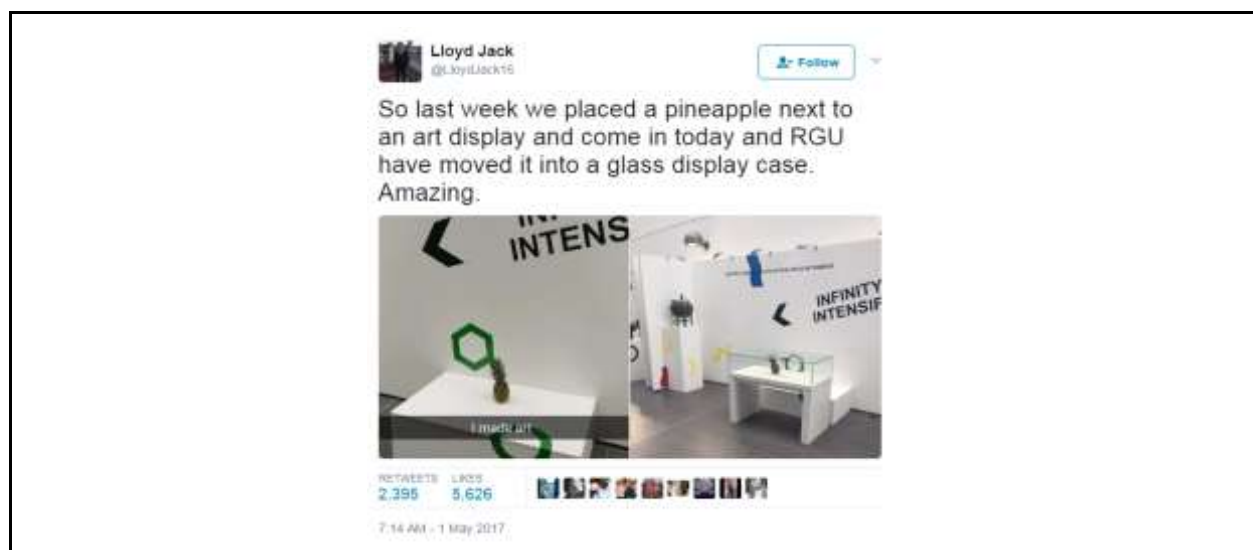 Lloyd Jack
@LloydJack16
Follow
So last week we placed a pineapple next to
an art display and come in today and RGU
have moved it into a glass display case.
Amazing.
INTENS
I made art
INFINITY
INTENSIF
RETWEETS LIKES
2,395 5,626
7:14 AM - 1 May 2017